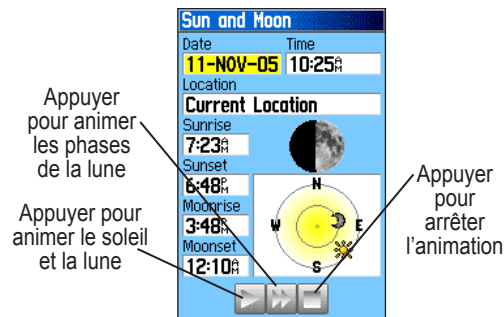 Sun and Moon
Date Time
11-NOV-05 10:25AM
Location
Current Location
Sunrise
7:23AM
Sunset
6:48PM
Moonrise
3:48PM
Moonset
12:10AM
N
W E
S
Appuyer
pour animer
les phases
de la lune
Appuyer pour
animer le soleil
et la lune
Appuyer
pour
arrêter
l’animation